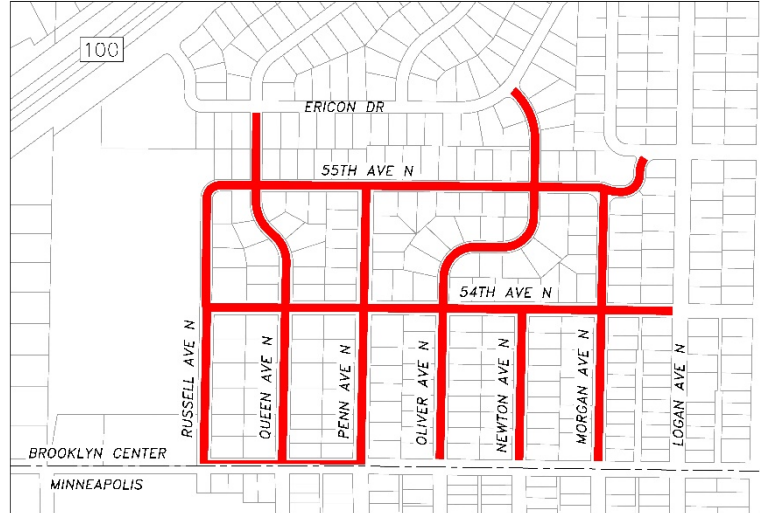 100
ERICON DR
55TH AVE N
54TH AVE N
RUSSELL AVE N
QUEEN AVE N
PENN AVE N
OLIVER AVE N
NEWTON AVE N
MORGAN AVE N
LOGAN AVE N
BROOKLYN CENTER
MINNEAPOLIS